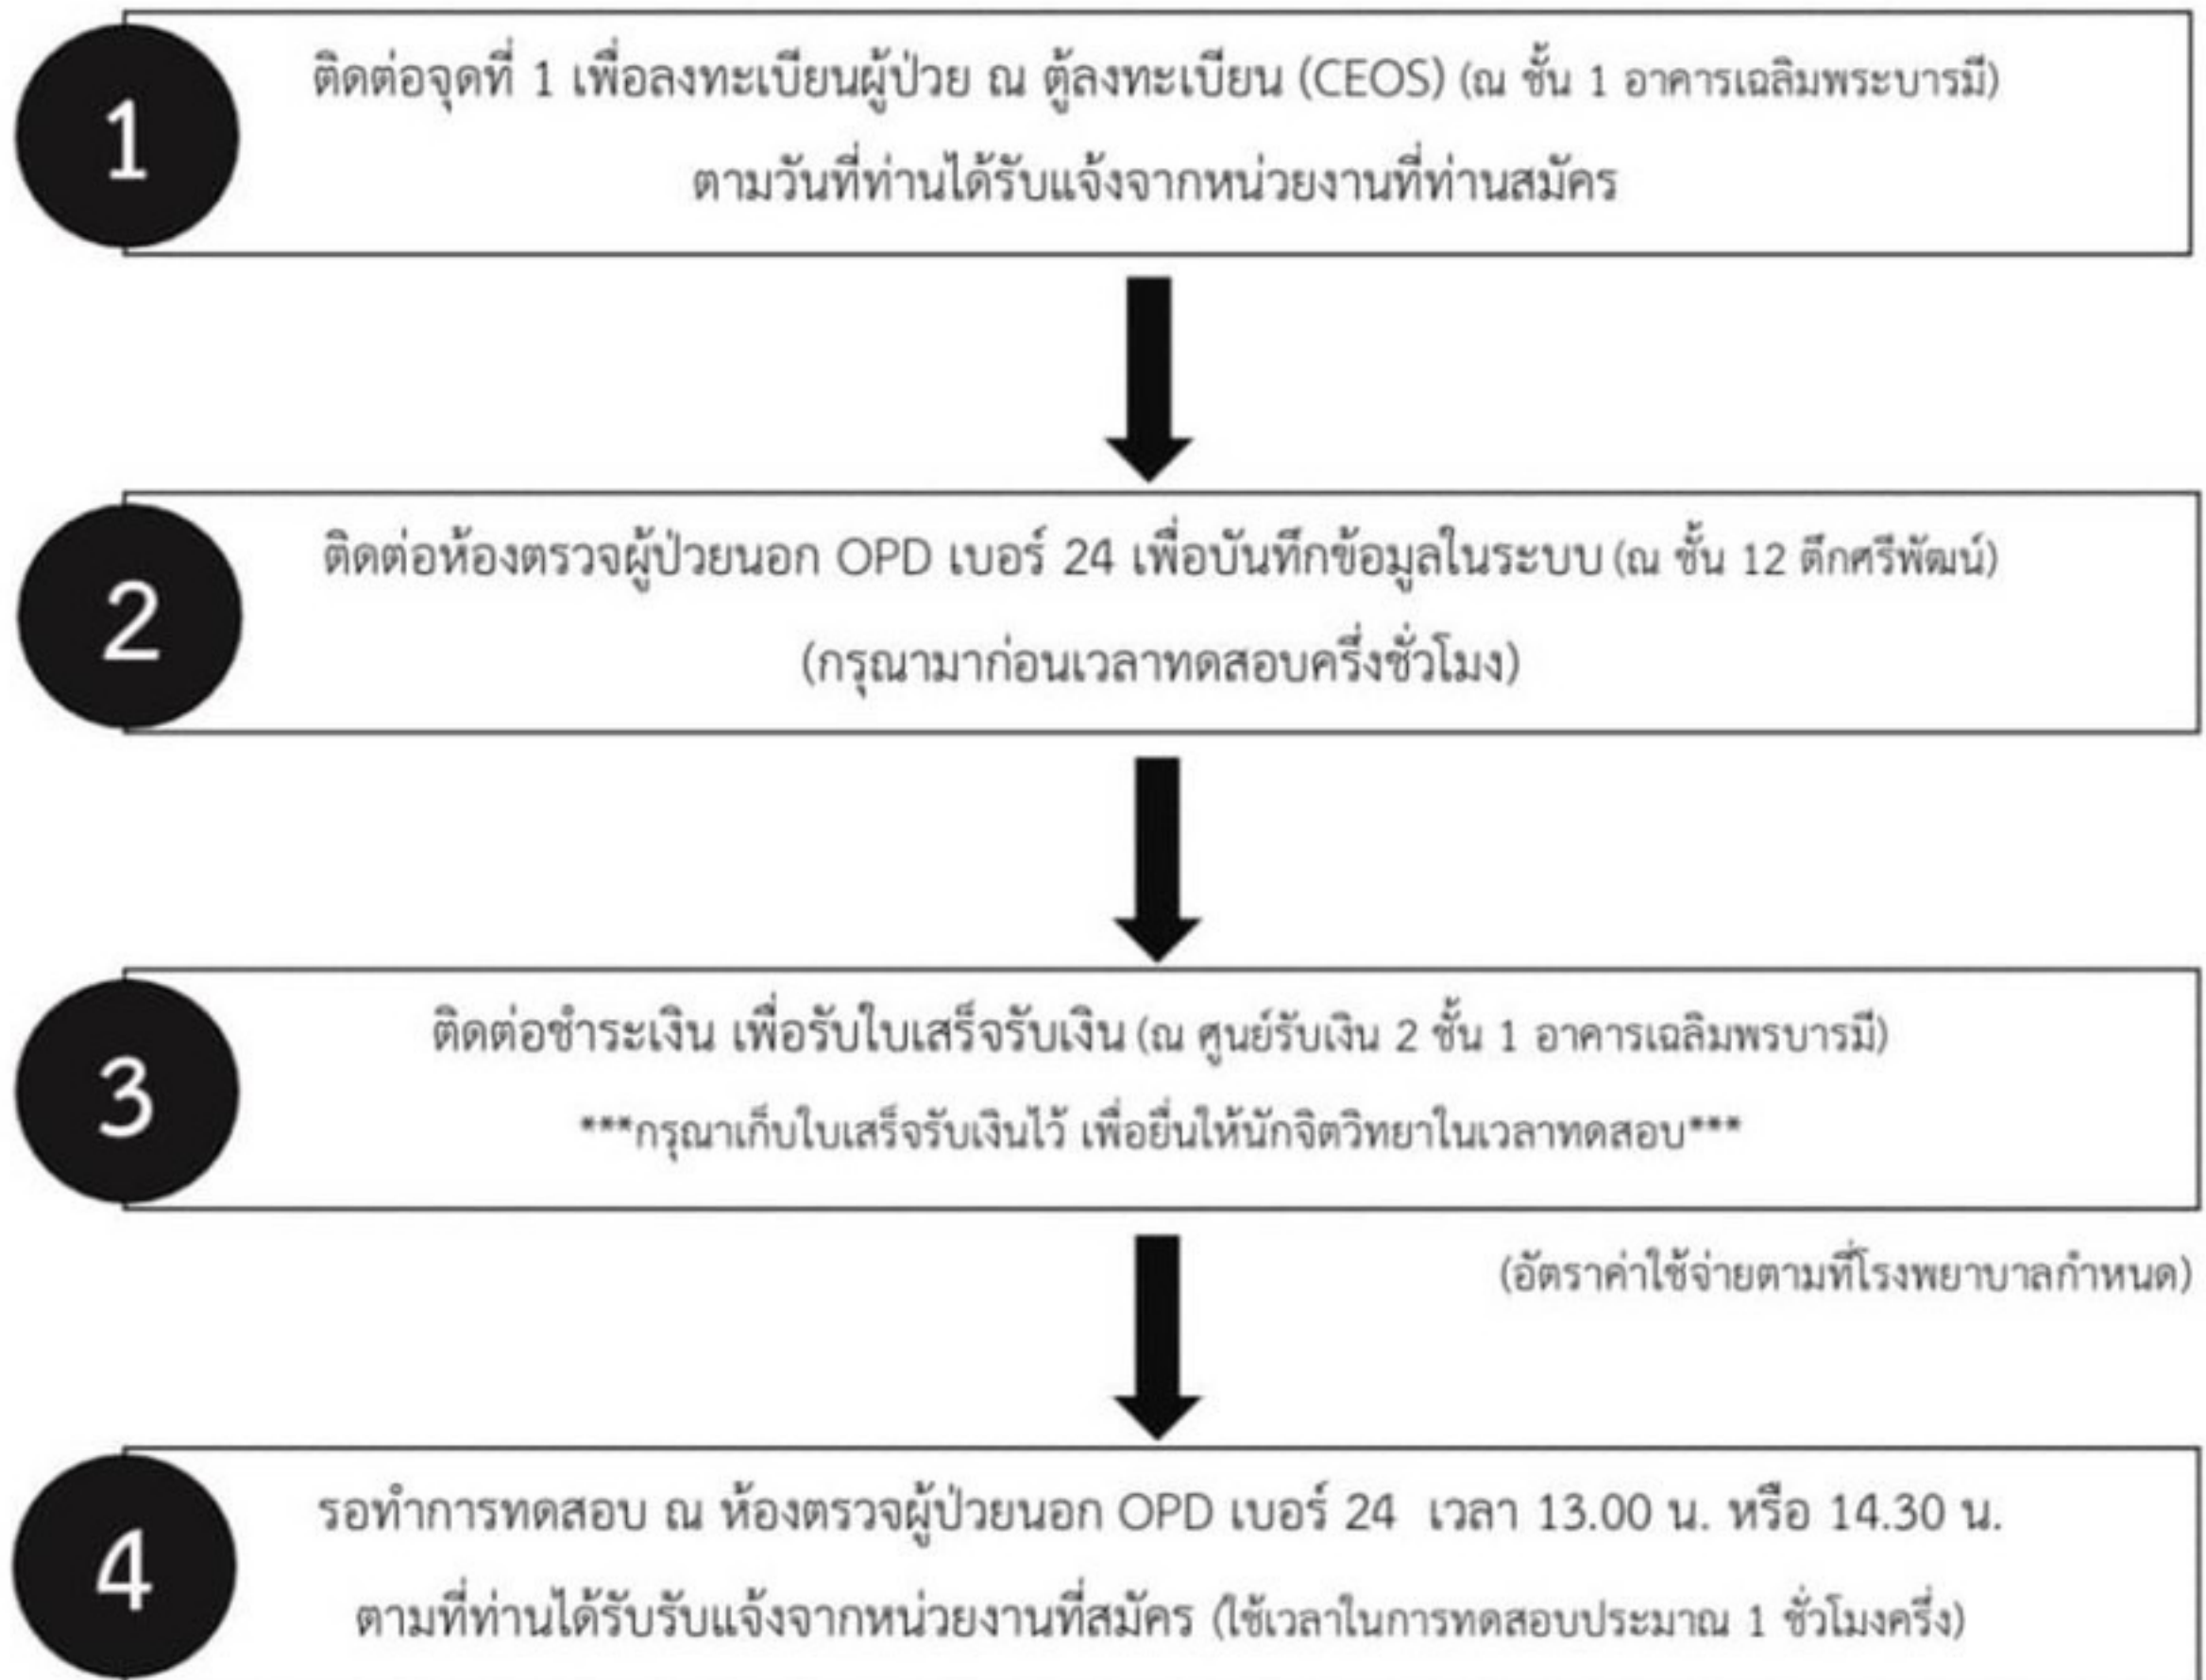 1
ติดต่อจุดที่ 1 เพื่อลงทะเบียนผู้ป่วย ณ ตู้ลงทะเบียน (CEOS) (ณ ชั้น 1 อาคารเฉลิมพระบารมี)
ตามวันที่ท่านได้รับแจ้งจากหน่วยงานที่ท่านสมัคร
2
ติดต่อห้องตรวจผู้ป่วยนอก OPD เบอร์ 24 เพื่อบันทึกข้อมูลในระบบ (ณ ชั้น 12 ตึกศรีพัฒน์)
(กรุณามาก่อนเวลาทดสอบครึ่งชั่วโมง)
3
ติดต่อชำระเงิน เพื่อรับใบเสร็จรับเงิน (ณ ศูนย์รับเงิน 2 ชั้น 1 อาคารเฉลิมพรบารมี)
***กรุณาเก็บใบเสร็จรับเงินไว้ เพื่อยื่นให้นักจิตวิทยาในเวลาทดสอบ***
(อัตราค่าใช้จ่ายตามที่โรงพยาบาลกำหนด)
4
รอทำการทดสอบ ณ ห้องตรวจผู้ป่วยนอก OPD เบอร์ 24 เวลา 13.00 น. หรือ 14.30 น.
ตามที่ท่านได้รับรับแจ้งจากหน่วยงานที่สมัคร (ใช้เวลาในการทดสอบประมาณ 1 ชั่วโมงครึ่ง)